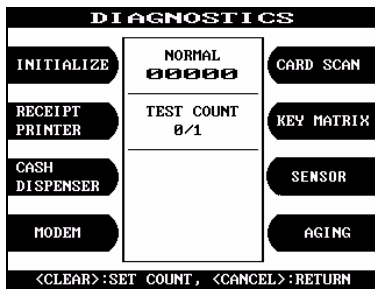 DIAGNOSTICS
INITIALIZE
NORMAL
00000
CARD SCAN
RECEIPT
PRINTER
TEST COUNT
0/1
KEY MATRIX
CASH
DISPENSER
SENSOR
MODEM
AGING
<CLEAR>:SET COUNT, <CANCEL>:RETURN